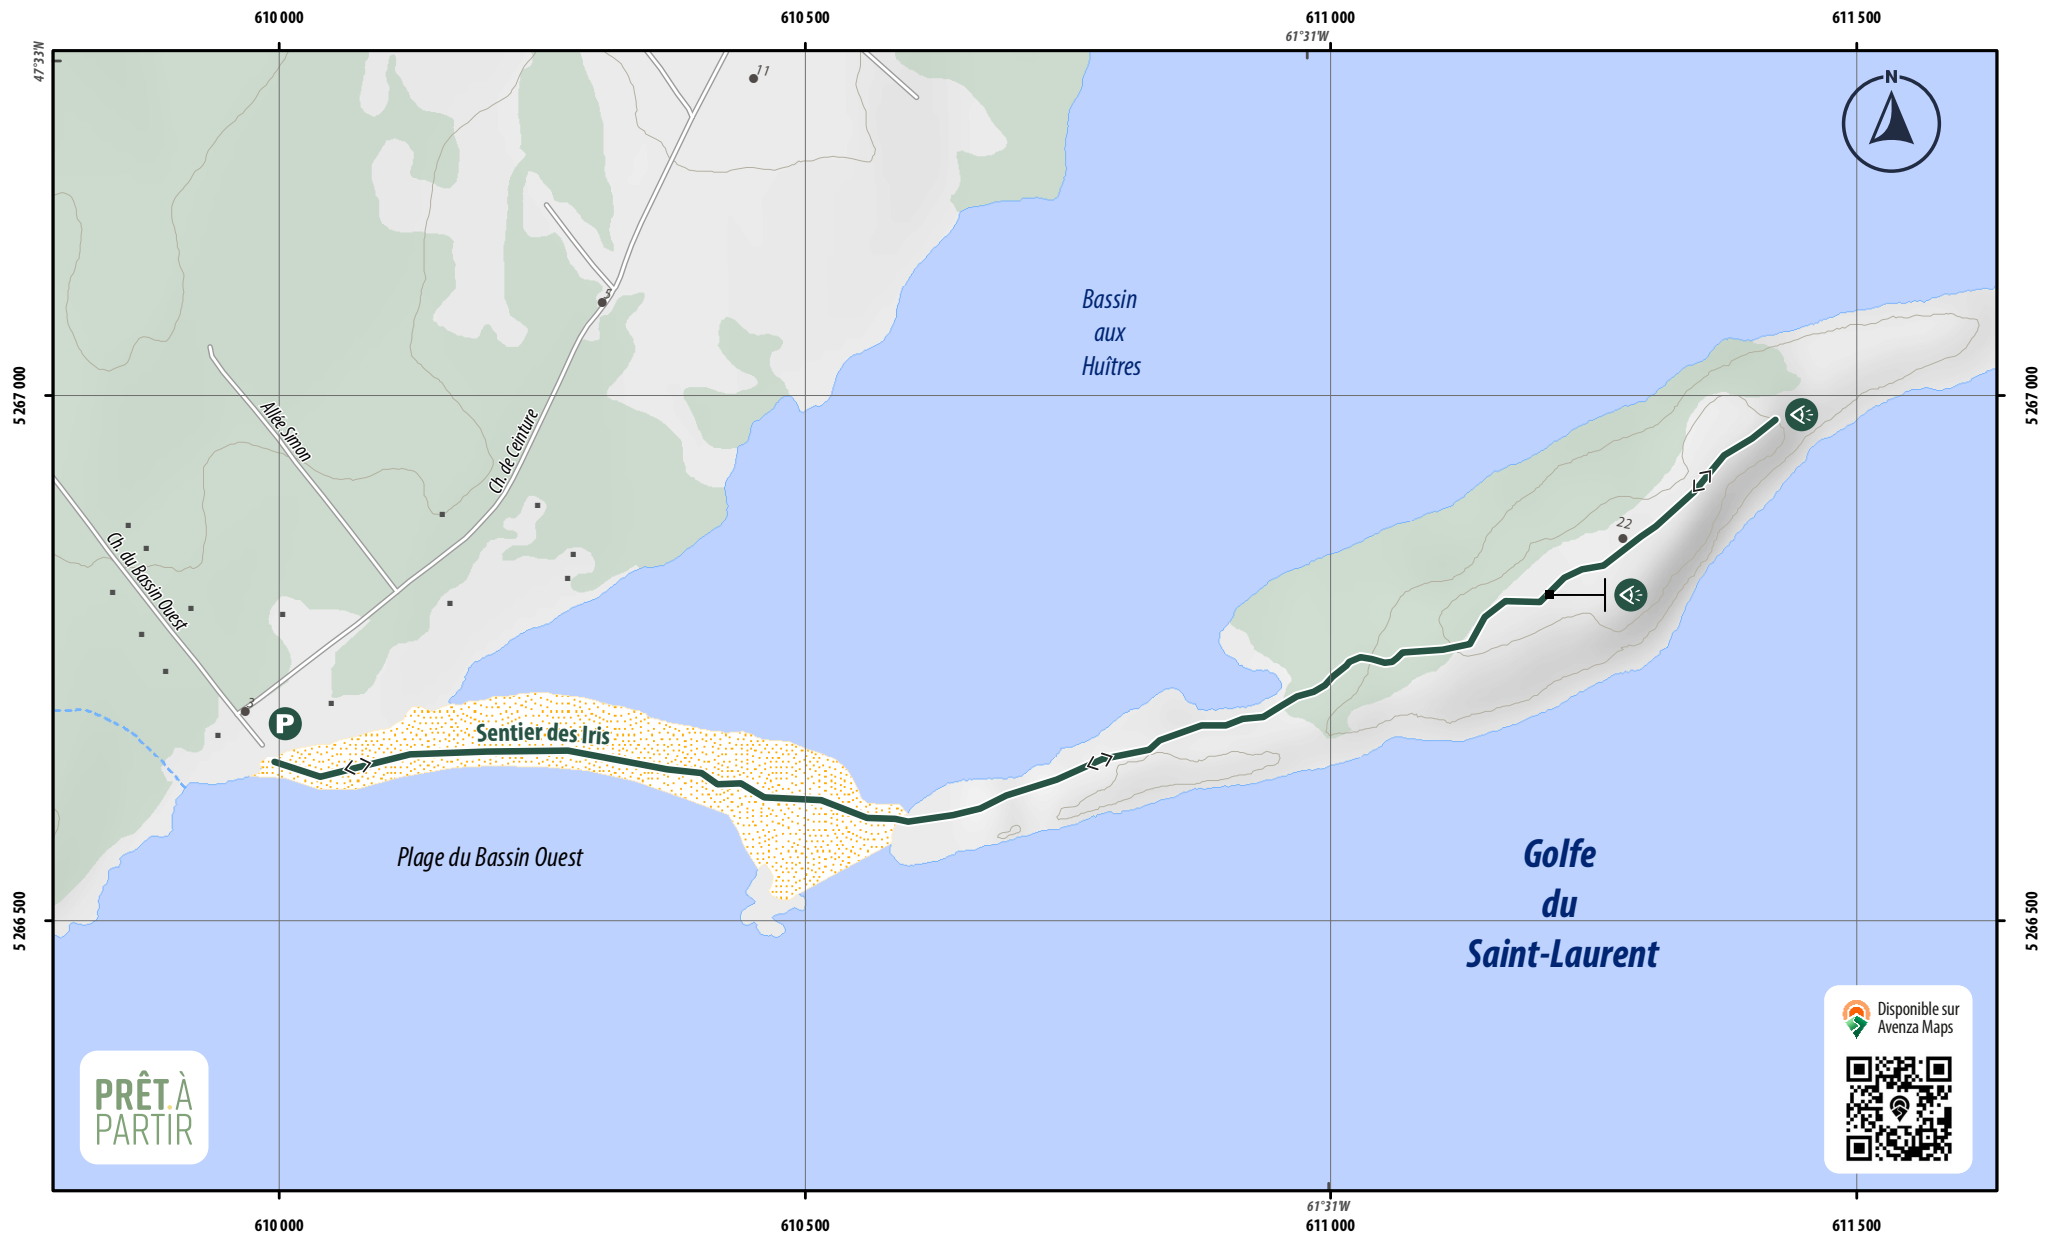 610 000
610 500
611 000
611 500
61°31'W
47°33'N
11
N
5
Bassin
aux
Huîtres
5 267 000
5 267 000
Allée Simon
Ch. de Ceinture
22
Ch. du Bassin Ouest
3
P
Sentier des Iris
Plage du Bassin Ouest
Golfe
du
Saint-Laurent
5 266 500
5 266 500
Disponible sur
Avenza Maps
PRÊT.À
PARTIR
61°31'W
610 000
610 500
611 000
611 500